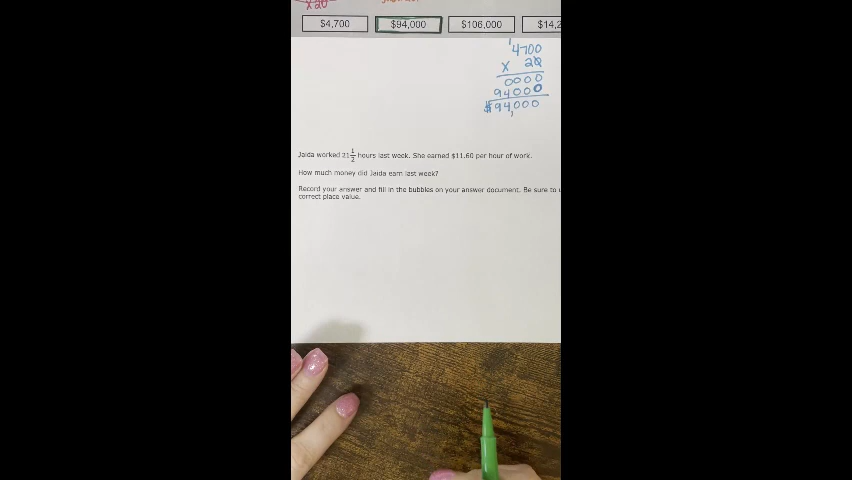 x 20
$4,700 $94,000 $106,000 $14,2
1
4700
x 20
0000
94000
$94,000
Jaida worked 21 1/2 hours last week. She earned $11.60 per hour of work.
How much money did Jaida earn last week?
Record your answer and fill in the bubbles on your answer document. Be sure to u
correct place value.